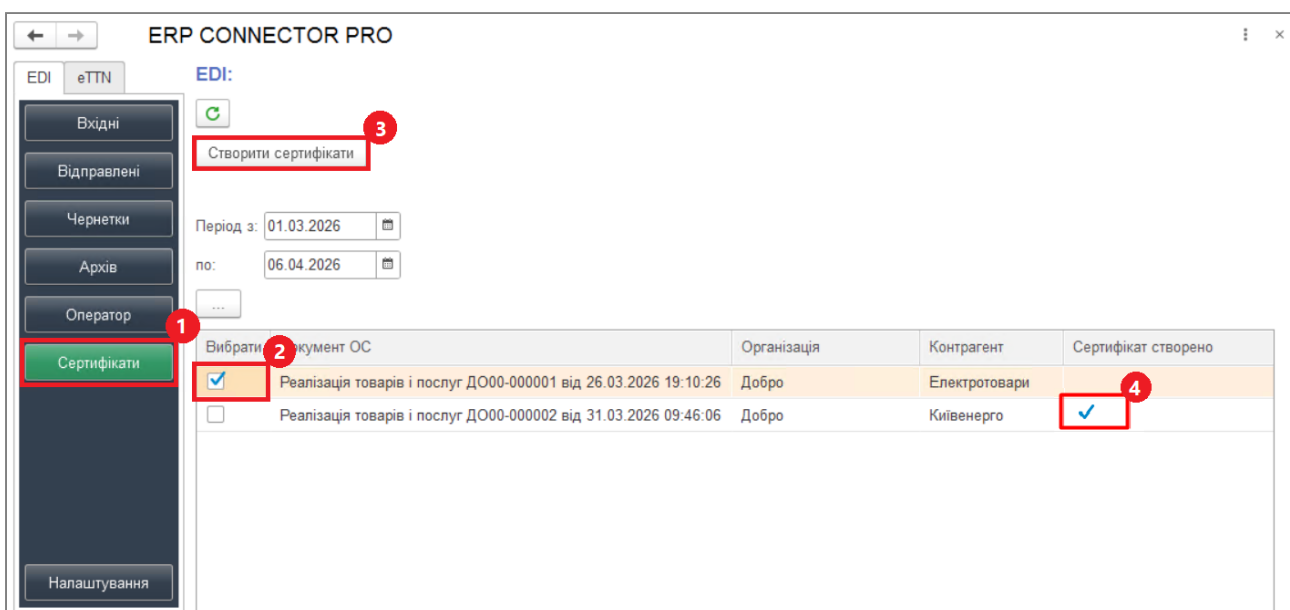 ERP CONNECTOR PRO
EDI eTTN
EDI:
Вхідні
3
Створити сертифікати
Відправлені
Чернетки
Період з: 01.03.2026
Архів
по: 06.04.2026
Оператор
...
1
Сертифікати
Вибрати 2 окумент ОС Організація Контрагент Сертифікат створено
Реалізація товарів і послуг ДО00-000001 від 26.03.2026 19:10:26 Добро Електротовари
4
Реалізація товарів і послуг ДО00-000002 від 31.03.2026 09:46:06 Добро Київенерго
Налаштування